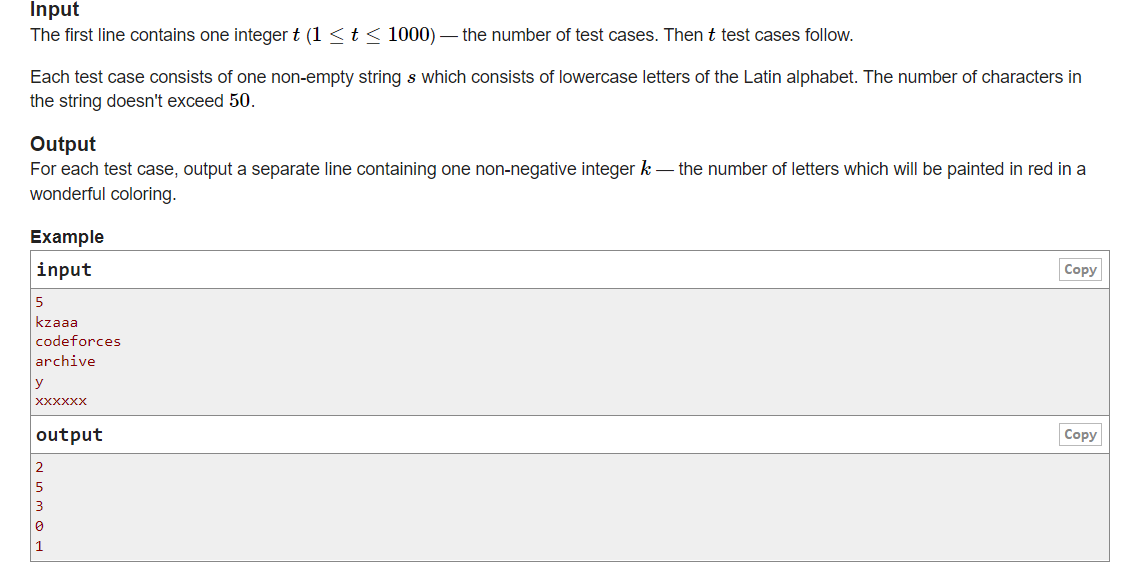 Input
The first line contains one integer t (1 ≤ t ≤ 1000) — the number of test cases. Then t test cases follow.
Each test case consists of one non-empty string s which consists of lowercase letters of the Latin alphabet. The number of characters in
the string doesn't exceed 50.
Output
For each test case, output a separate line containing one non-negative integer k — the number of letters which will be painted in red in a
wonderful coloring.
Example
input
Copy
5
kzaaa
codeforces
archive
y
xxxxxx
output
Copy
2
5
3
0
1